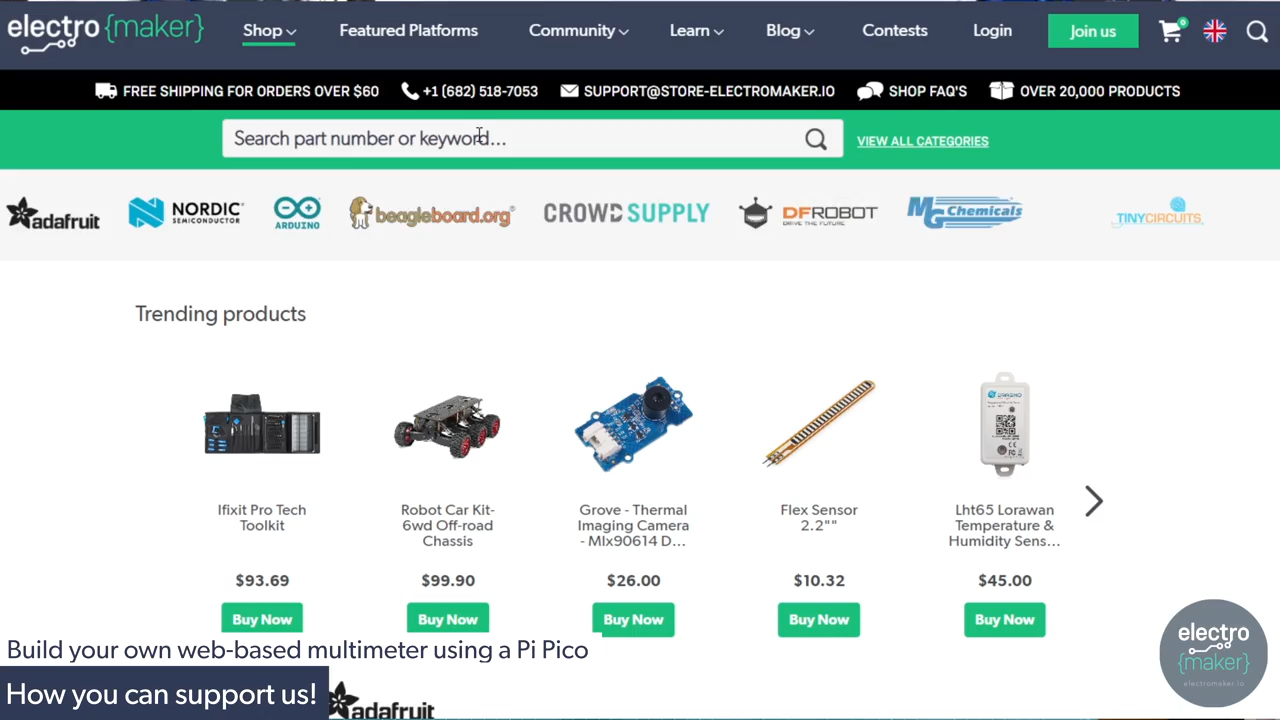 electro {maker}
Shop Featured Platforms Community Learn Blog Contests Login Join us 0
FREE SHIPPING FOR ORDERS OVER $60 +1 (682) 518-7053 SUPPORT@STORE-ELECTROMAKER.IO SHOP FAQ'S OVER 20,000 PRODUCTS
Search part number or keyword... VIEW ALL CATEGORIES
adafruit NORDIC SEMICONDUCTOR ARDUINO beagleboard.org® CROWD SUPPLY DFROBOT DRIVE THE FUTURE MG Chemicals TINYCIRCUITS
Trending products
Ifixit Pro Tech Toolkit
$93.69
Buy Now
Robot Car Kit-
6wd Off-road
Chassis
$99.90
Buy Now
Grove - Thermal
Imaging Camera
- Mlx90614 D...
$26.00
Buy Now
Flex Sensor
2.2""
$10.32
Buy Now
Lht65 Lorawan
Temperature &
Humidity Sens...
$45.00
Buy Now
Build your own web-based multimeter using a Pi Pico
How you can support us!
adafruit
electro
{maker}
electromaker.io